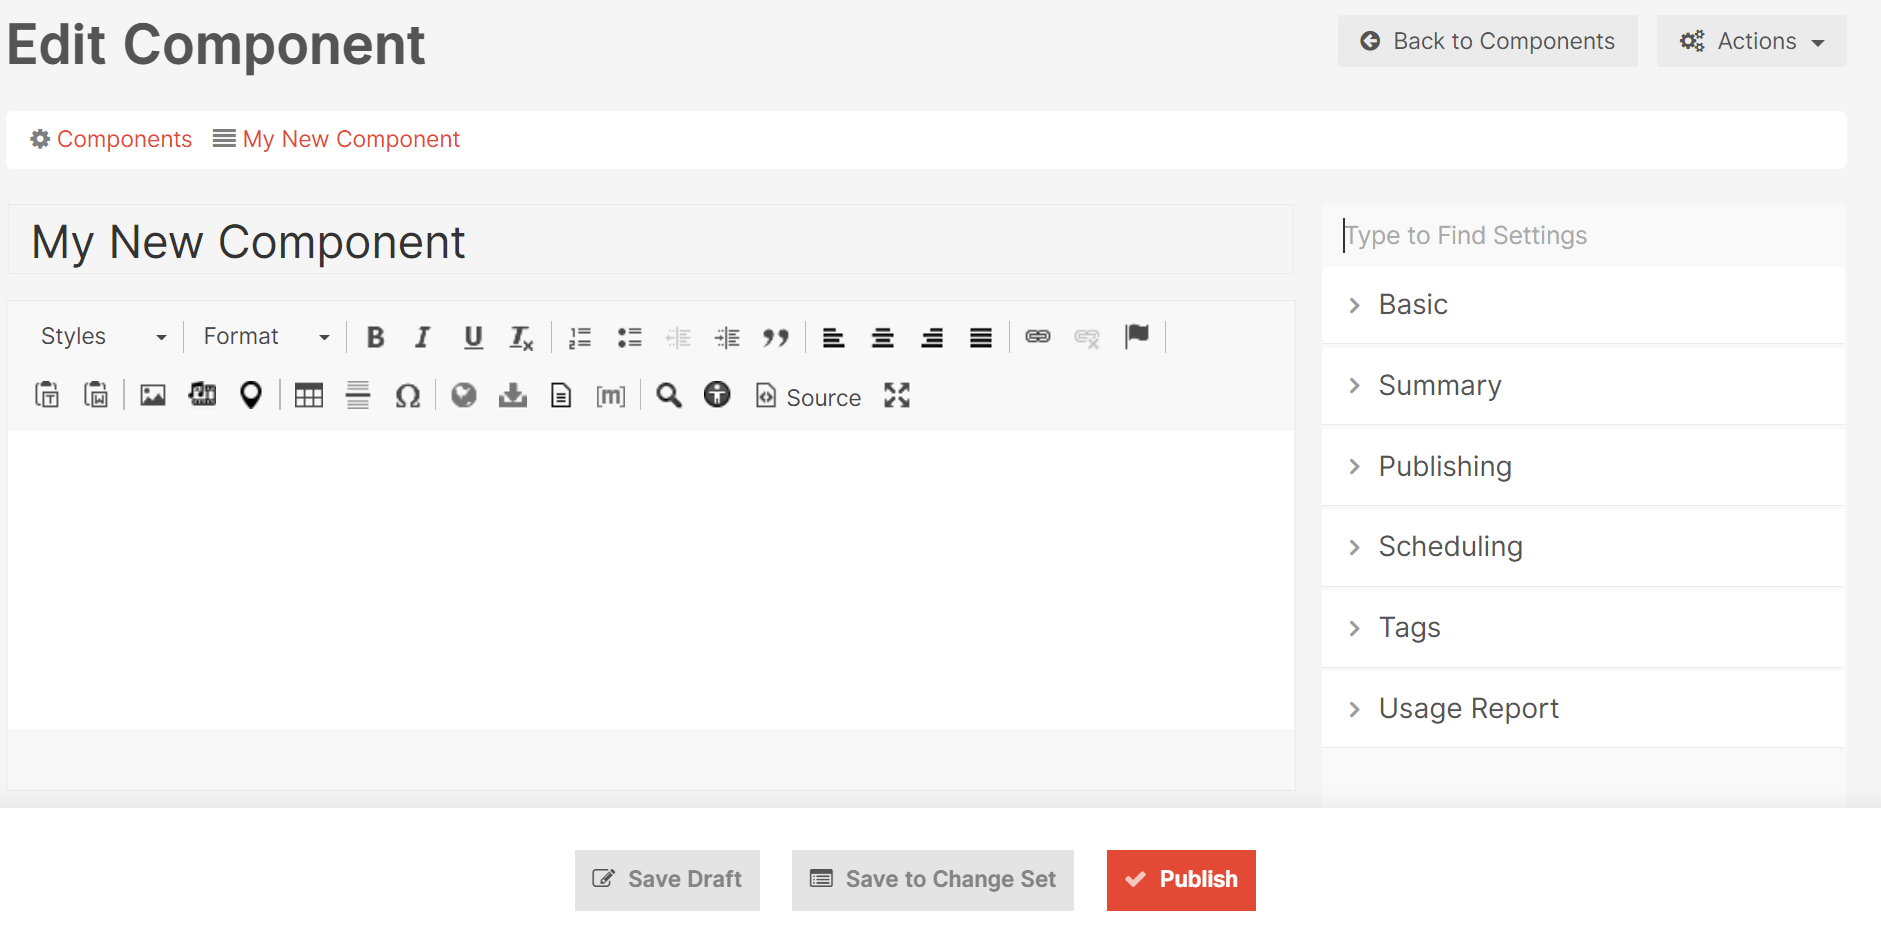 Edit Component
Back to Components
Actions
Components My New Component
My New Component
Type to Find Settings
Styles Format B I U Tx
[m] Source
Basic
Summary
Publishing
Scheduling
Tags
Usage Report
Save Draft Save to Change Set Publish